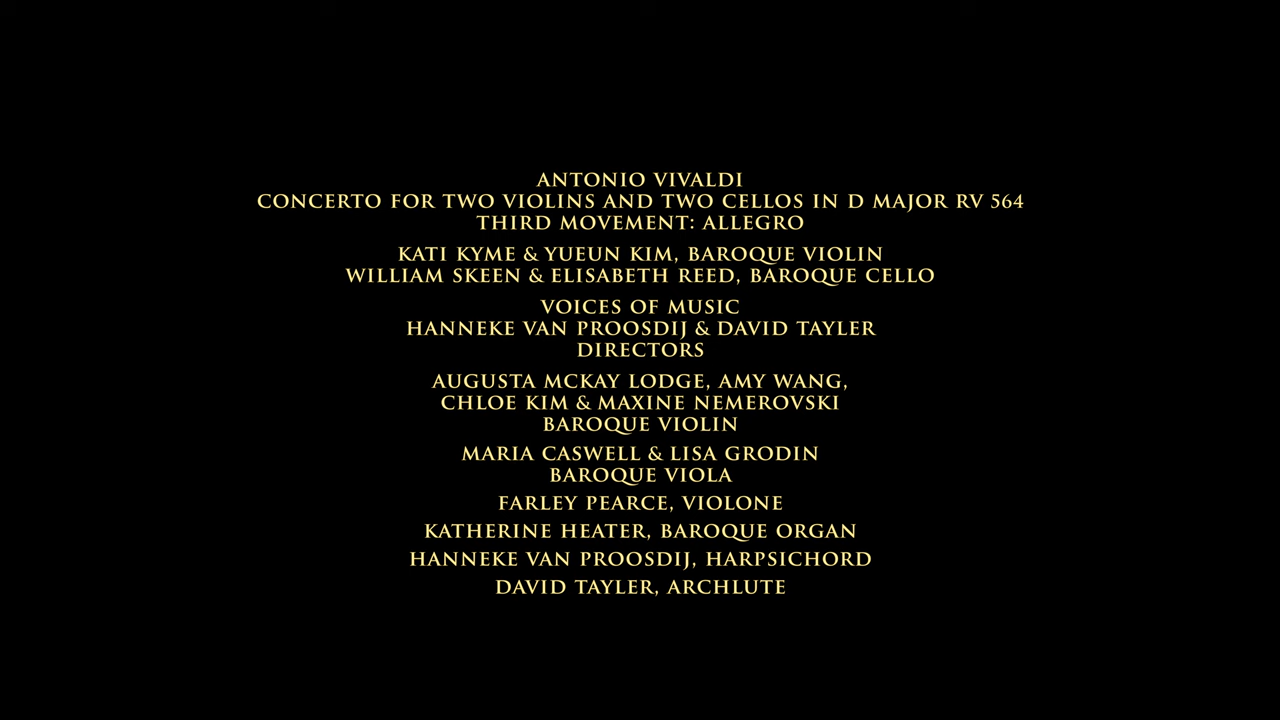 ANTONIO VIVALDI
CONCERTO FOR TWO VIOLINS AND TWO CELLOS IN D MAJOR RV 564
THIRD MOVEMENT: ALLEGRO
KATI KYME & YUEUN KIM, BAROQUE VIOLIN
WILLIAM SKEEN & ELISABETH REED, BAROQUE CELLO
VOICES OF MUSIC
HANNEKE VAN PROOSDIJ & DAVID TAYLER
DIRECTORS
AUGUSTA MCKAY LODGE, AMY WANG,
CHLOE KIM & MAXINE NEMEROVSKI
BAROQUE VIOLIN
MARIA CASWELL & LISA GRODIN
BAROQUE VIOLA
FARLEY PEARCE, VIOLONE
KATHERINE HEATER, BAROQUE ORGAN
HANNEKE VAN PROOSDIJ, HARPSICHORD
DAVID TAYLER, ARCHLUTE